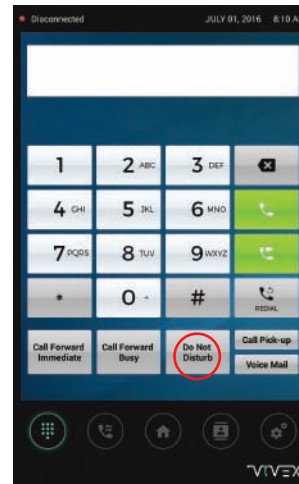 Disconnected JULY 01, 2016 8:10 A
1 2 ABC 3 DEF
4 GHI 5 JKL 6 MNO
7 PQRS 8 TUV 9 WXYZ
* 0 + # REDIAL
Call Forward Immediate Call Forward Busy Do Not Disturb Call Pick-up
Voice Mail
VIVEX